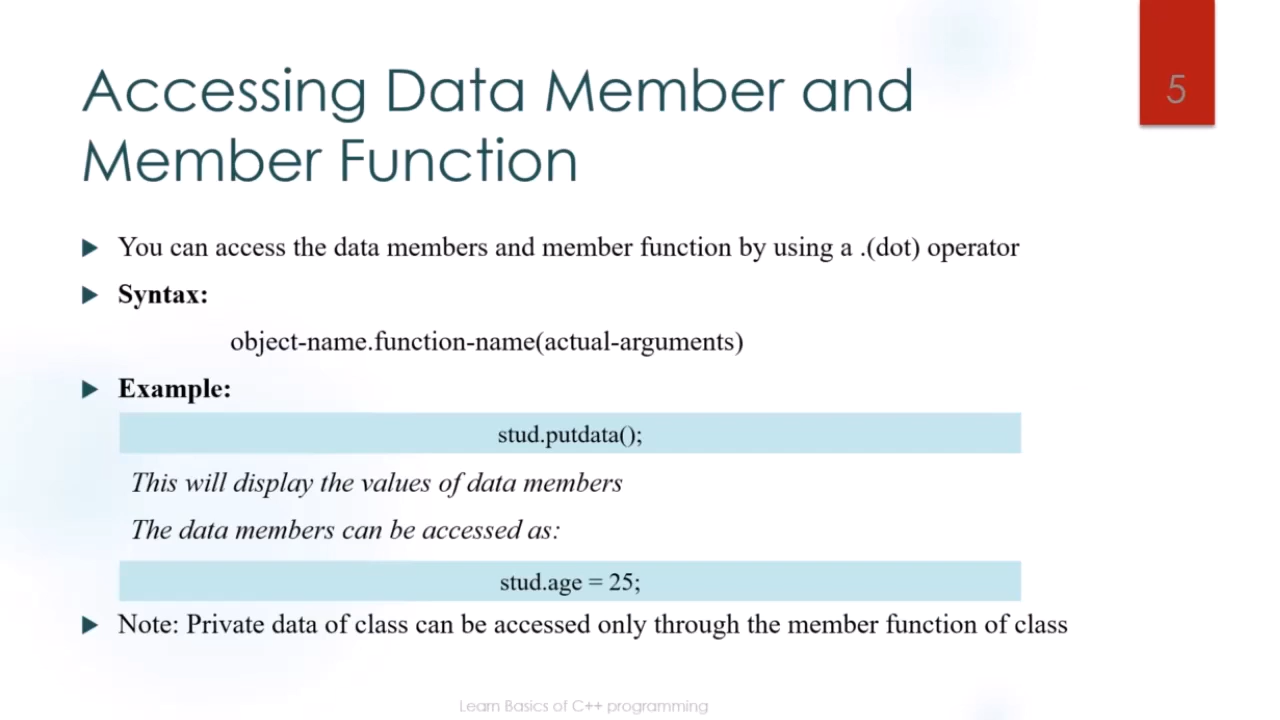 Accessing Data Member and
Member Function
5
You can access the data members and member function by using a .(dot) operator
Syntax:
object-name.function-name(actual-arguments)
Example:
stud.putdata();
This will display the values of data members
The data members can be accessed as:
stud.age = 25;
Note: Private data of class can be accessed only through the member function of class
Learn Basics of C++ programming